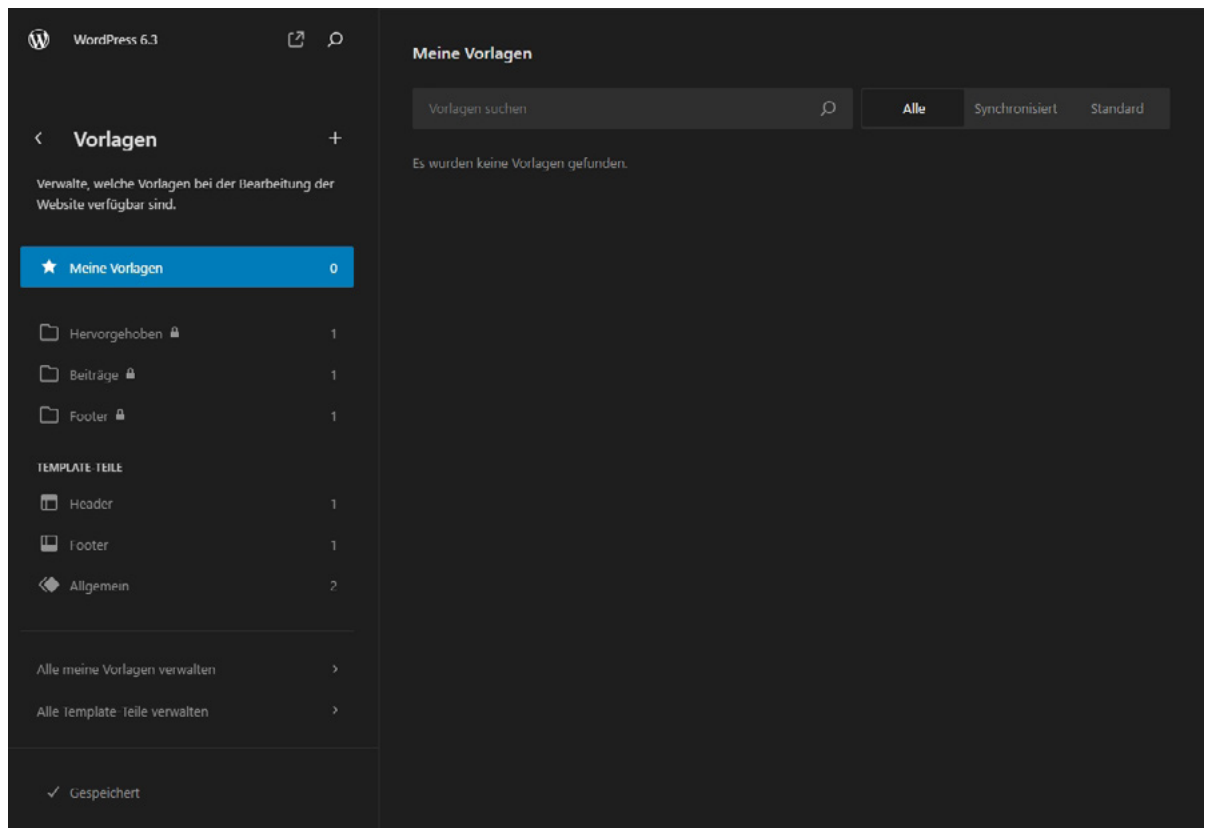 WordPress 6.3
Vorlagen
Verwalte, welche Vorlagen bei der Bearbeitung der
Website verfügbar sind.
Meine Vorlagen 0
Hervorgehoben 1
Beiträge 1
Footer 1
TEMPLATE-TEILE
Header 1
Footer 1
Allgemein 2
Alle meine Vorlagen verwalten
Alle Template-Teile verwalten
Gespeichert
Meine Vorlagen
Vorlagen suchen
Alle Synchronisiert Standard
Es wurden keine Vorlagen gefunden.